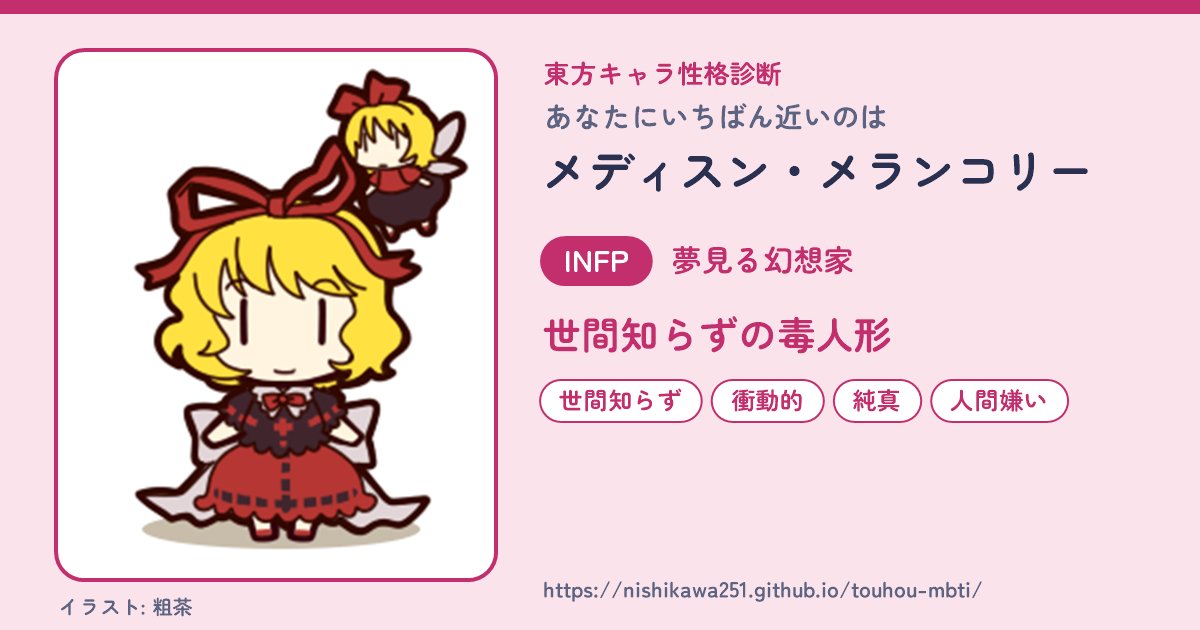 東方キャラ性格診断
あなたにいちばん近いのは
メディスン・メランコリー
INFP 夢見る幻想家
世間知らずの毒人形
世間知らず 衝動的 純真 人間嫌い
https://nishikawa251.github.io/touhou-mbti/
イラスト: 粗茶